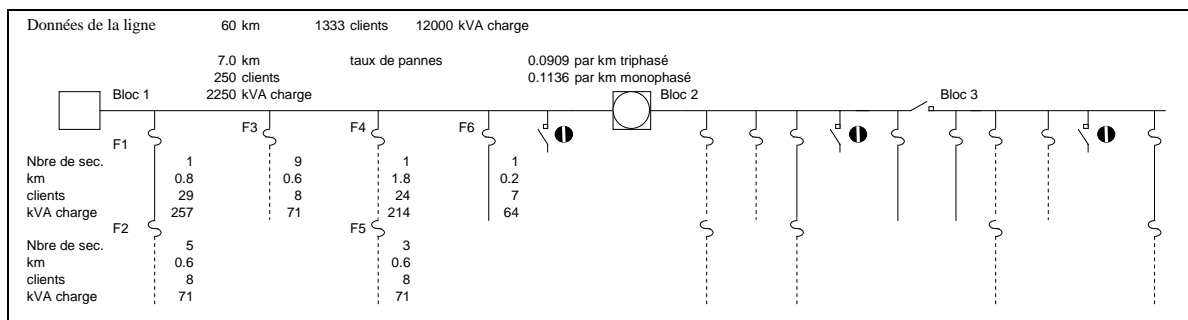 Données de la ligne 60 km 1333 clients 12000 kVA charge
7.0 km taux de pannes 0.0909 par km triphasé
250 clients 0.1136 par km monophasé
Bloc 1 2250 kVA charge Bloc 2 Bloc 3
F1 F3 F4 F6
Nbre de sec. 1 9 1 1
km 0.8 0.6 1.8 0.2
clients 29 8 24 7
kVA charge 257 71 214 64
F2 F5
Nbre de sec. 5 3
km 0.6 0.6
clients 8 8
kVA charge 71 71